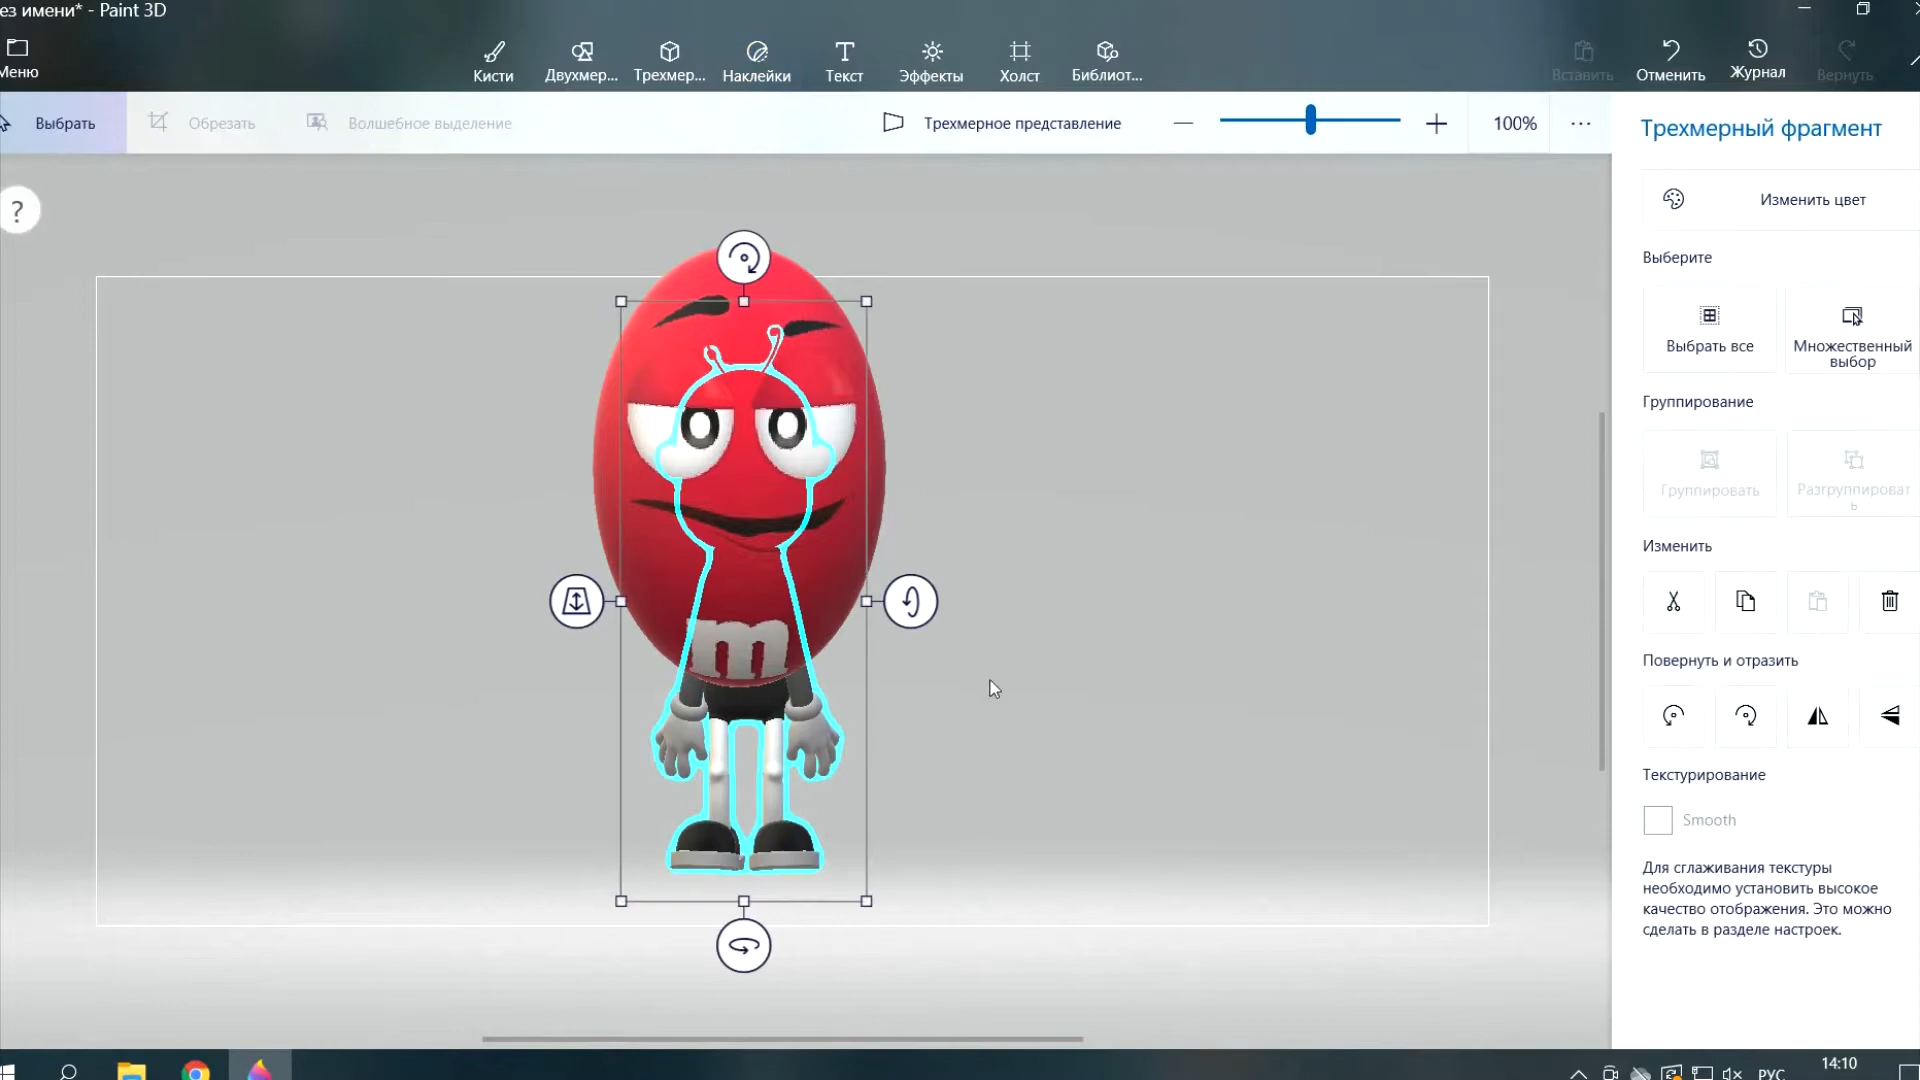 ез имени* - Paint 3D
Меню
Кисти
Двухмер...
Трехмер...
Наклейки
Текст
Эффекты
Холст
Библиот...
Вставить
Отменить
Журнал
Вернуть
Выбрать
Обрезать
Волшебное выделение
Трехмерное представление
100%
Трехмерный фрагмент
?
Изменить цвет
Выберите
Выбрать все
Множественный
выбор
Группирование
Группировать
Разгруппироват
ь
m
Изменить
Повернуть и отразить
Текстурирование
Smooth
Для сглаживания текстуры
необходимо установить высокое
качество отображения. Это можно
сделать в разделе настроек.
РУС
14:10